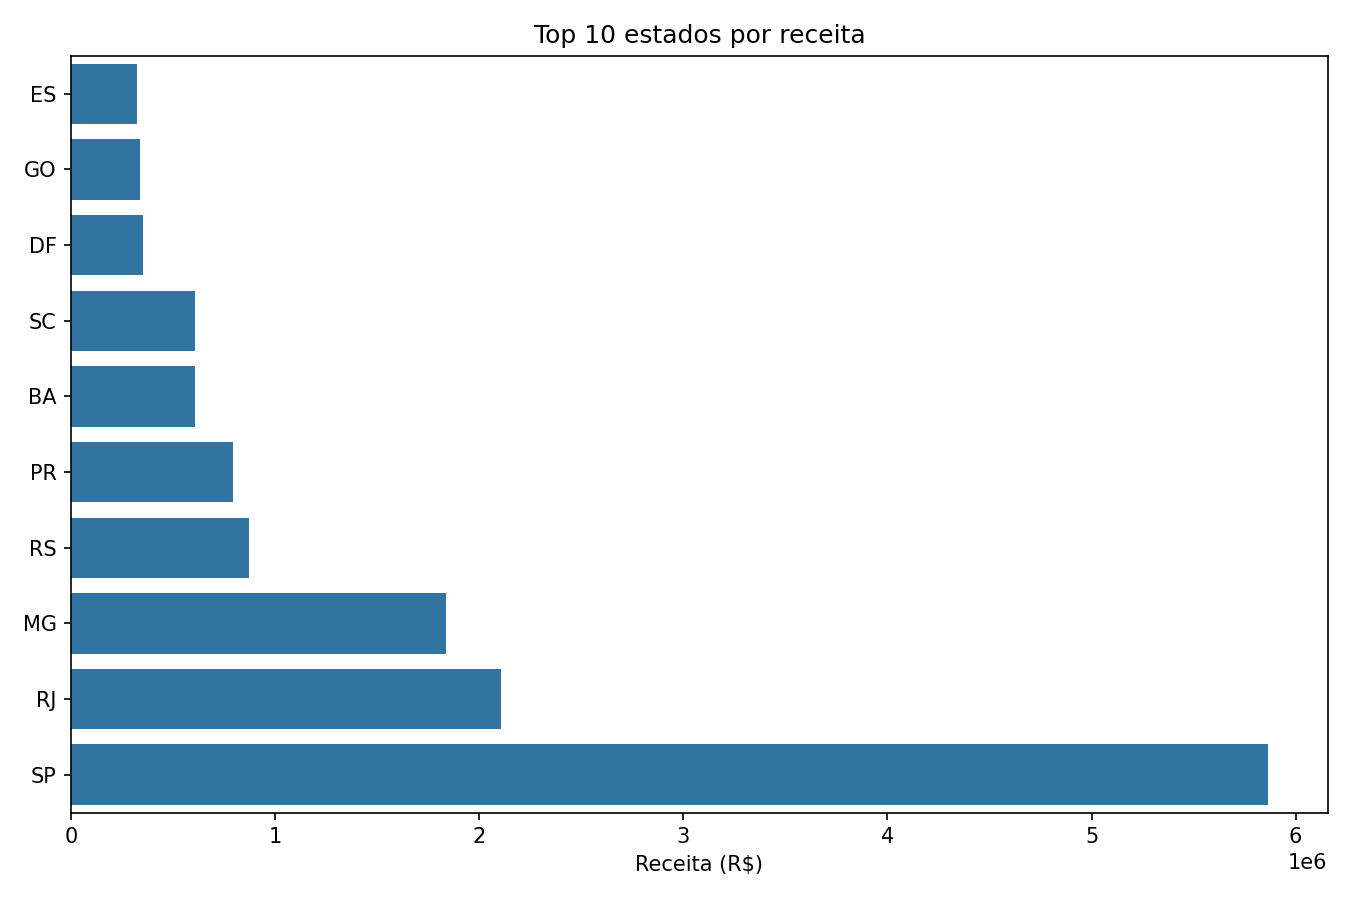 Top 10 estados por receita
ES
GO
DF
SC
BA
PR
RS
MG
RJ
SP
0 1 2 3 4 5 6
1e6
Receita (R$)